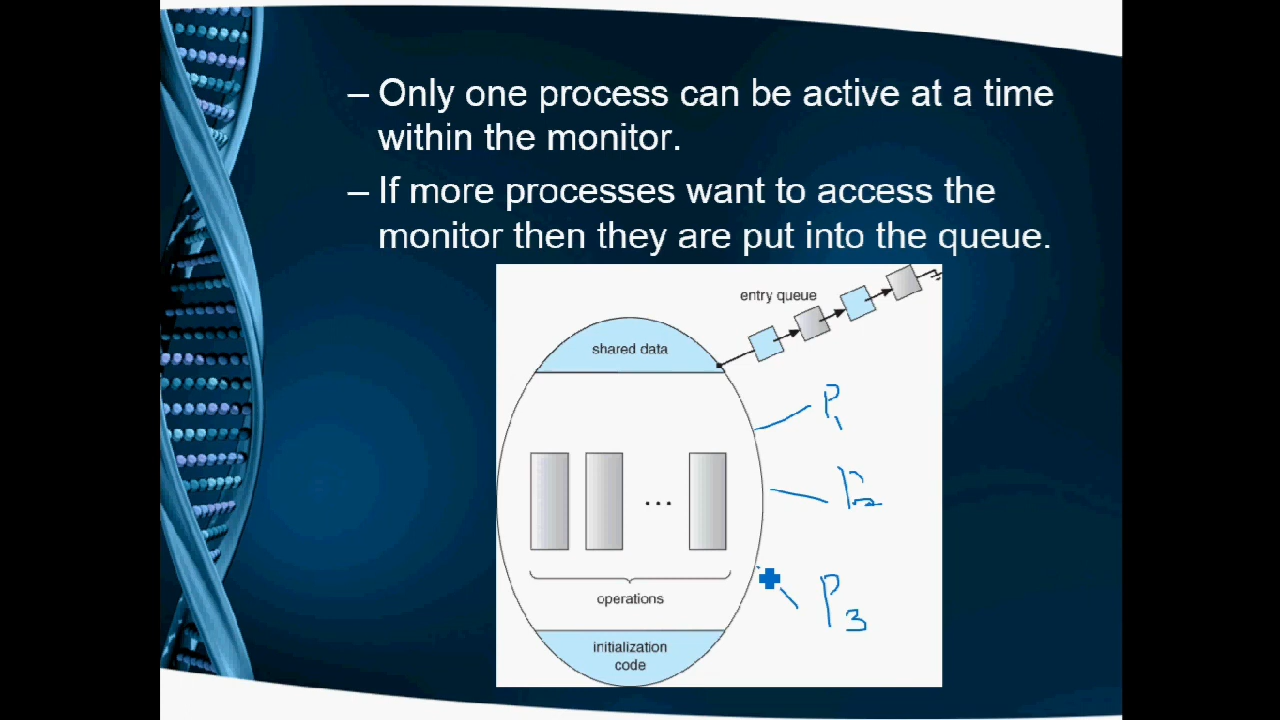 – Only one process can be active at a time
within the monitor.
– If more processes want to access the
monitor then they are put into the queue.
entry queue
shared data
P1
P2
...
operations
P3
initialization
code